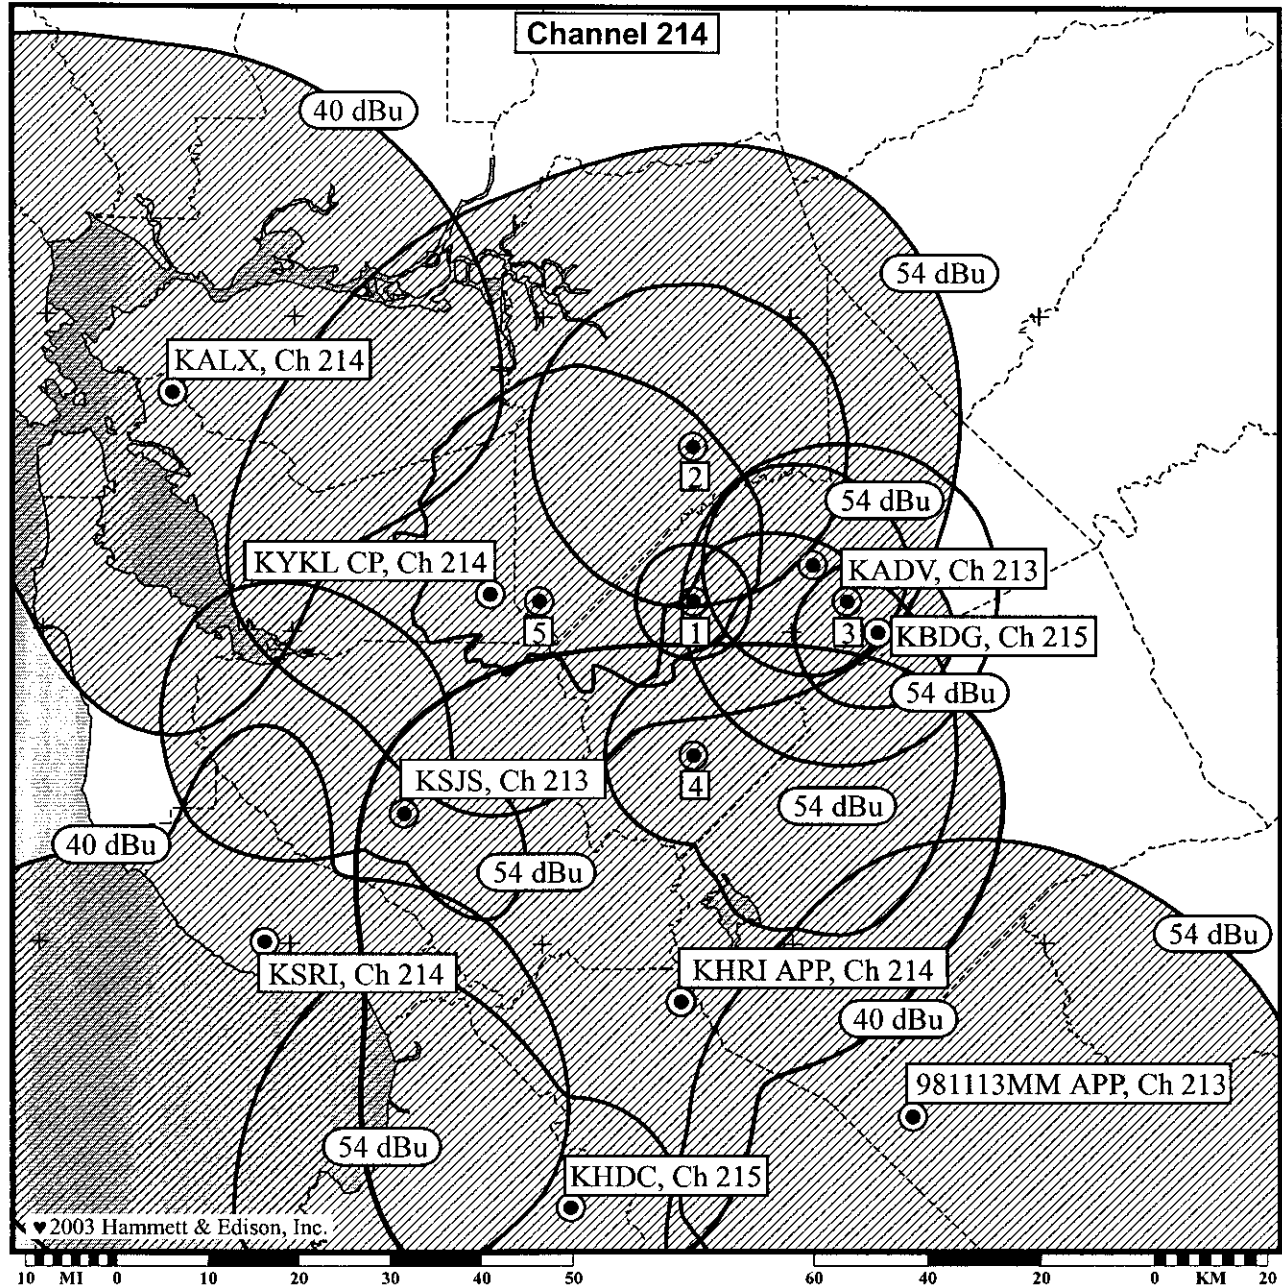 Channel 214
40 dBu
54 dBu
KALX, Ch 214
2
54 dBu
KYKL CP, Ch 214
KADV, Ch 213
5
1
3
KBDG, Ch 215
54 dBu
KSJS, Ch 213
4
54 dBu
40 dBu
54 dBu
54 dBu
KSRI, Ch 214
KHRI APP, Ch 214
40 dBu
981113MM APP, Ch 213
54 dBu
KHDC, Ch 215
♥2003 Hammett & Edison, Inc.
10 MI 0 10 20 30 40 50 60 40 20 0 KM 20